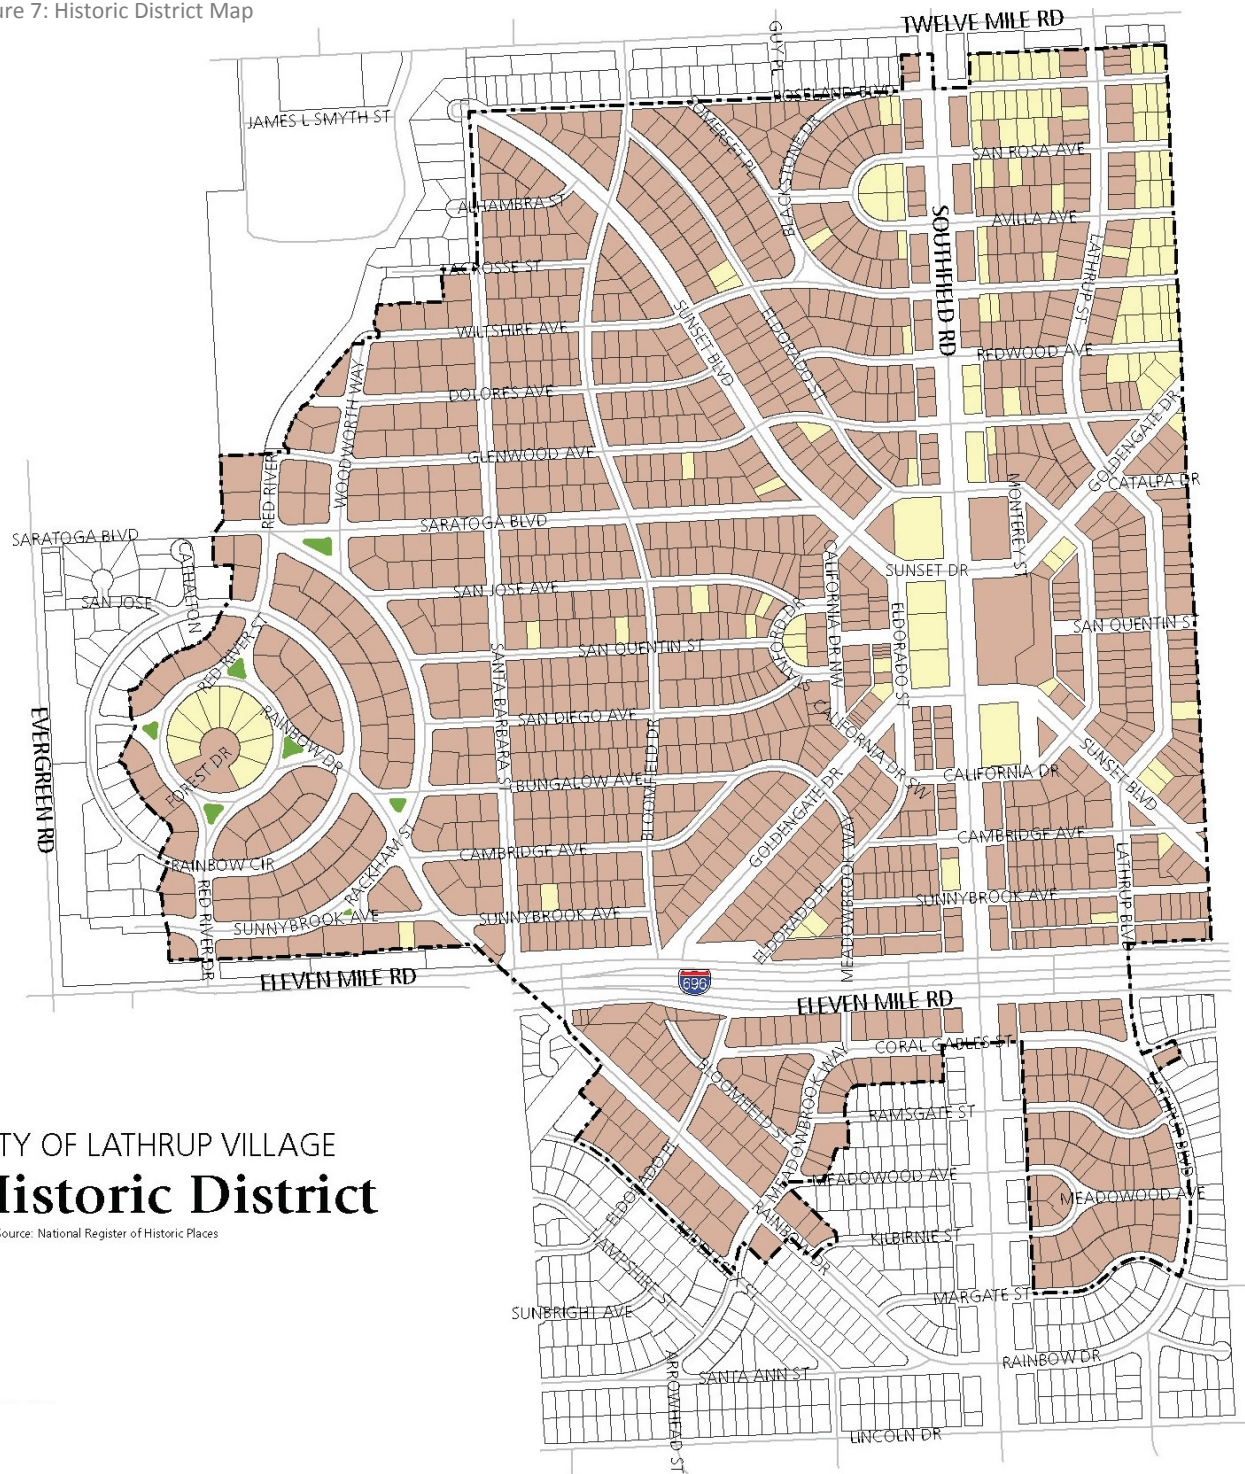 ure 7: Historic District Map
TWELVE MILE RD
GUY PL
ROSELAND BLVD
JAMES L SMYTH ST
SOMERSET PL
BLACKSTONE DR
SAN ROSA AVE
ALHAMBRA ST
AVILLA AVE
SOUTHFIELD RD
LATHRUP ST
LACROSSE ST
WILTSHIRE AVE
SUNSET BLVD
ELDORADO ST
REDWOOD AVE
WOODWORTH WAY
DOLORES AVE
GOLDENGATE DR
GLENWOOD AVE
RED RIVER
CATALPA DR
MONTEREY ST
SARATOGA BLVD
SARATOGA BLVD
CATHALTON
CALIFORNIA DR NW
SUNSET DR
SAN JOSE AVE
SAN JOSE
ELDORADO ST
SAN QUENTIN ST
SAN QUENTIN ST
RED RIVER ST
SANTA BARBARA ST
EVERGREEN RD
RAINBOW DR
SAN DIEGO AVE
CALIFORNIA DR SW
BLOOMFIELD DR
FOREST DR
BUNGALOW AVE
CALIFORNIA DR
SUNSET BLVD
GOLDENGATE DR
CAMBRIDGE AVE
CAMBRIDGE AVE
RACKHAM ST
MEADOWBROOK WAY
LATHRUP BLVD
RAINBOW CIR
RED RIVER DR
SUNNYBROOK AVE
SUNNYBROOK AVE
SUNNYBROOK AVE
ELDORADO PL
ELEVEN MILE RD
696
ELEVEN MILE RD
CORAL GABLES ST
BLOOMFIELD ST
MEADOWBROOK WAY
RAMSGATE ST
LATHRUP BLVD
TY OF LATHRUP VILLAGE
Historic District
Source: National Register of Historic Places
MEADOWOOD AVE
MEADOWOOD AVE
RAINBOW DR
KILBIRNIE ST
MARGATE ST
SUNBRIGHT AVE
RAINBOW DR
SANTA ANN ST
ARROWHEAD ST
LINCOLN DR